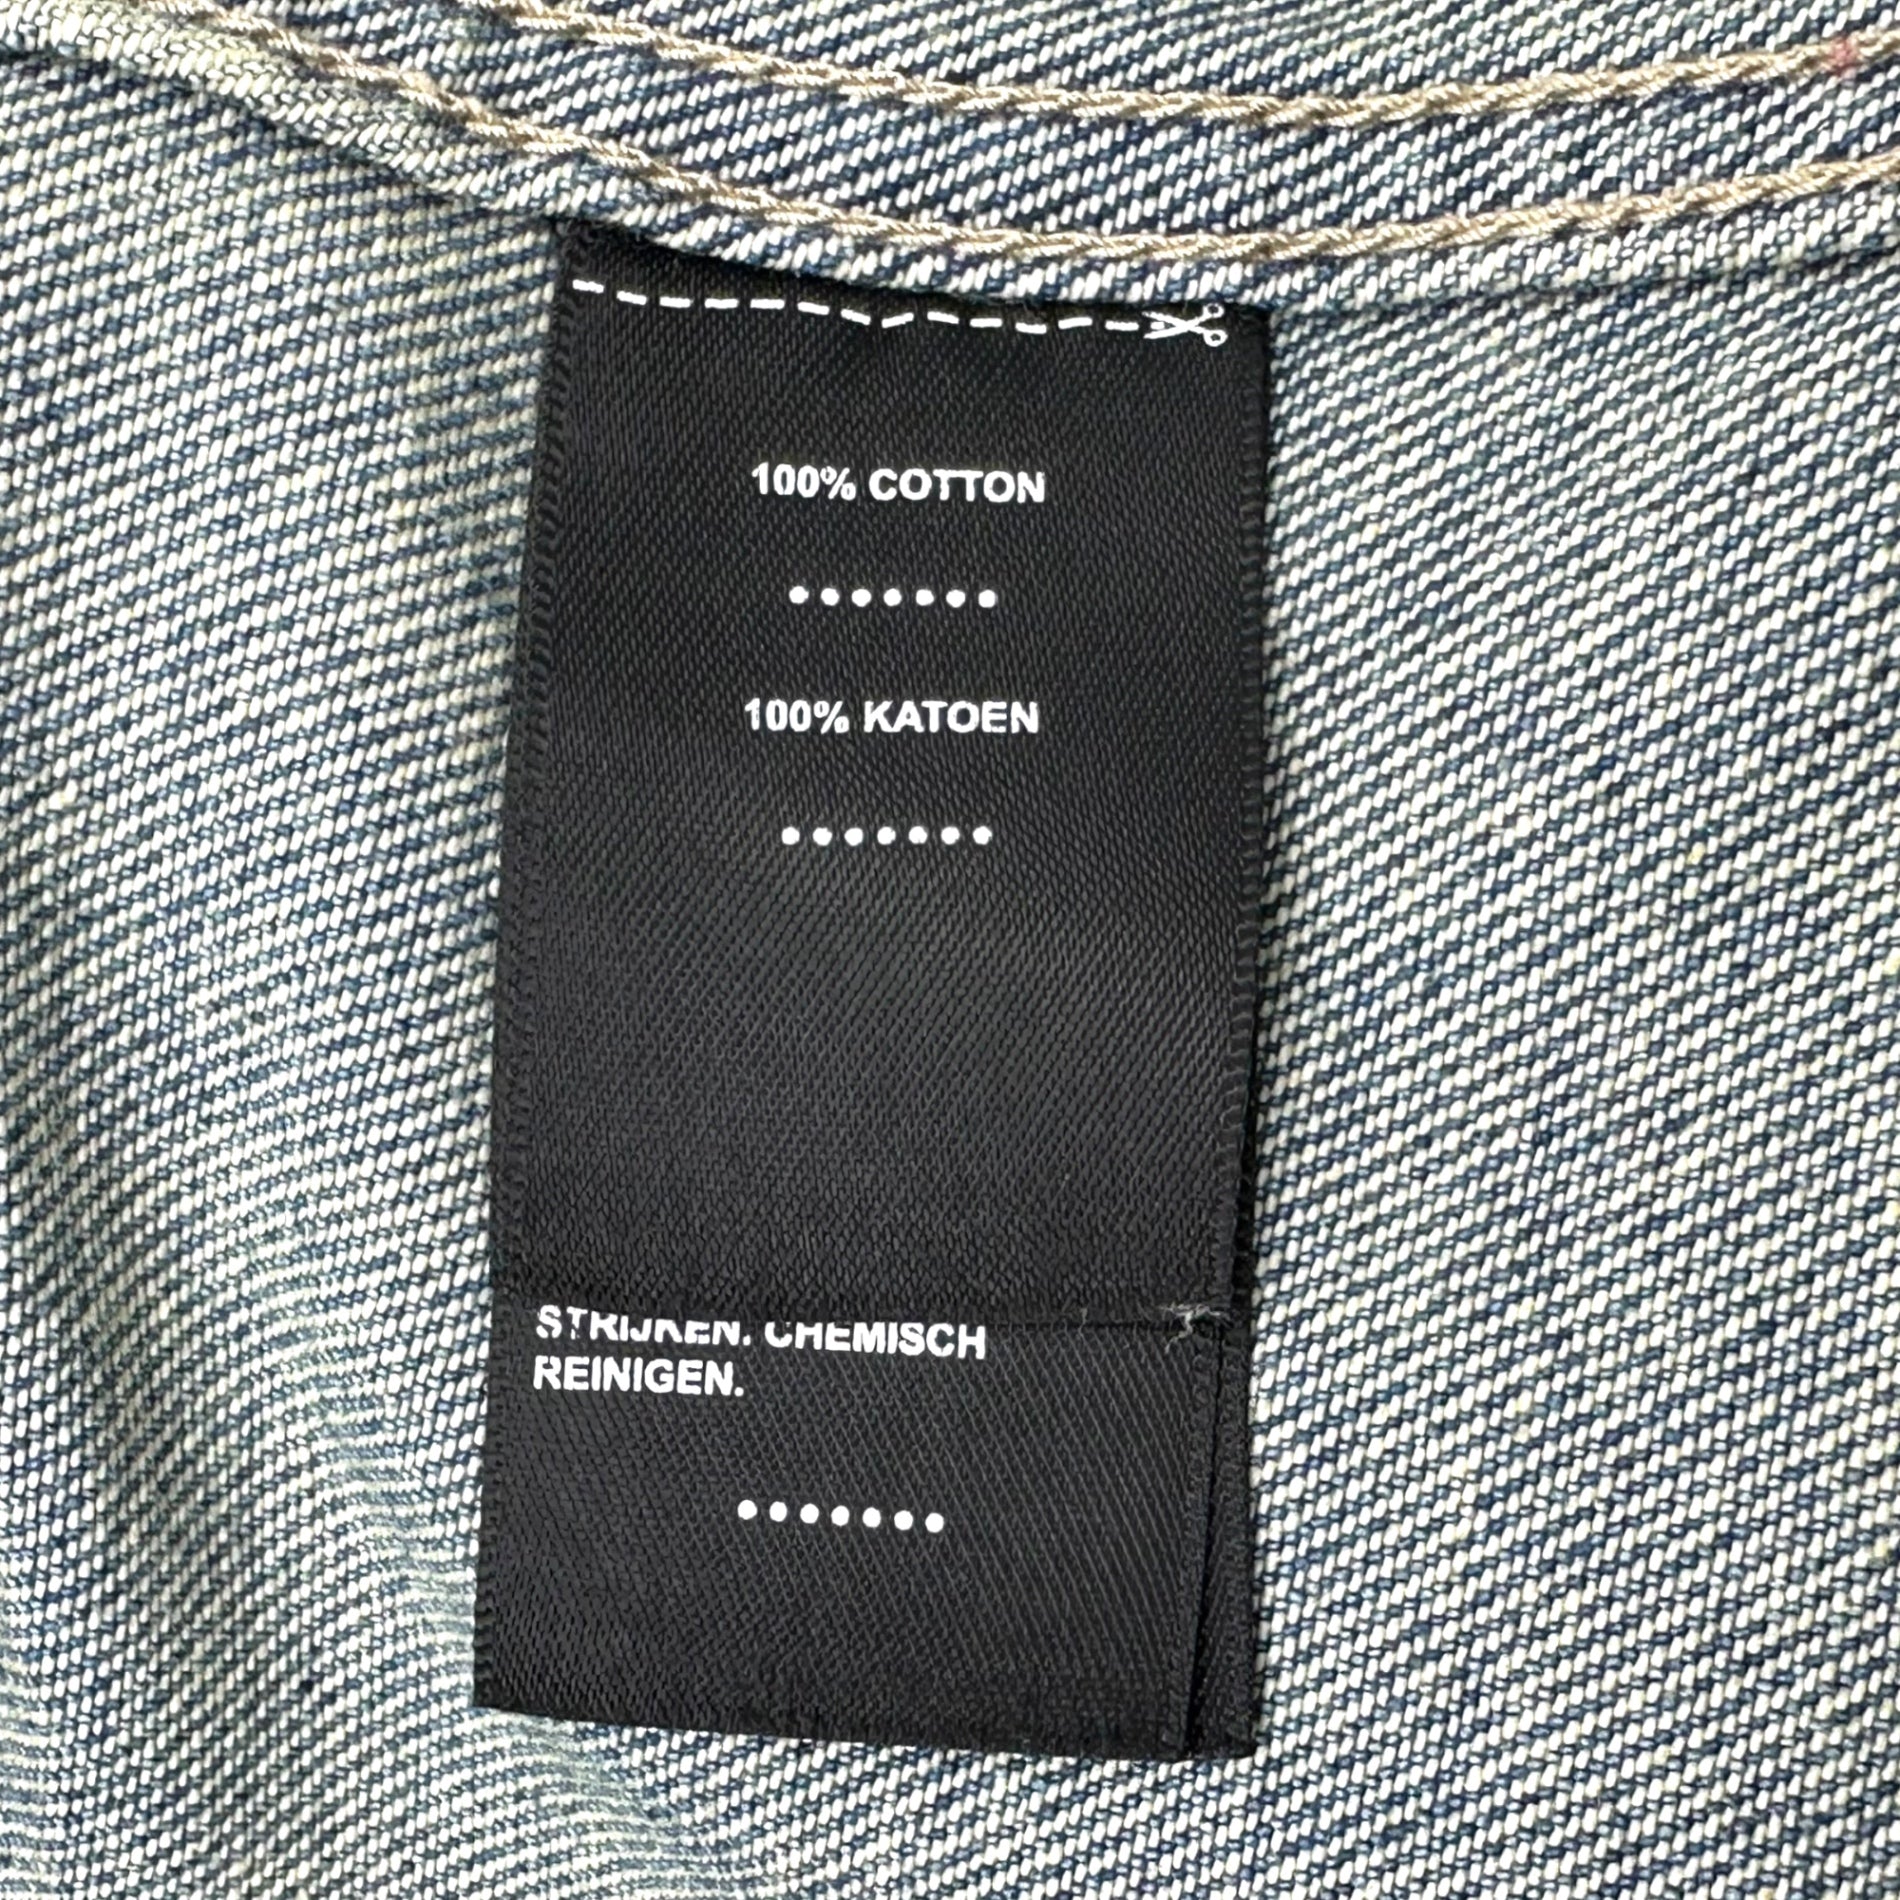 100% COTTON
100% KATOEN
STRIJKEN. CHEMISCH
REINIGEN.